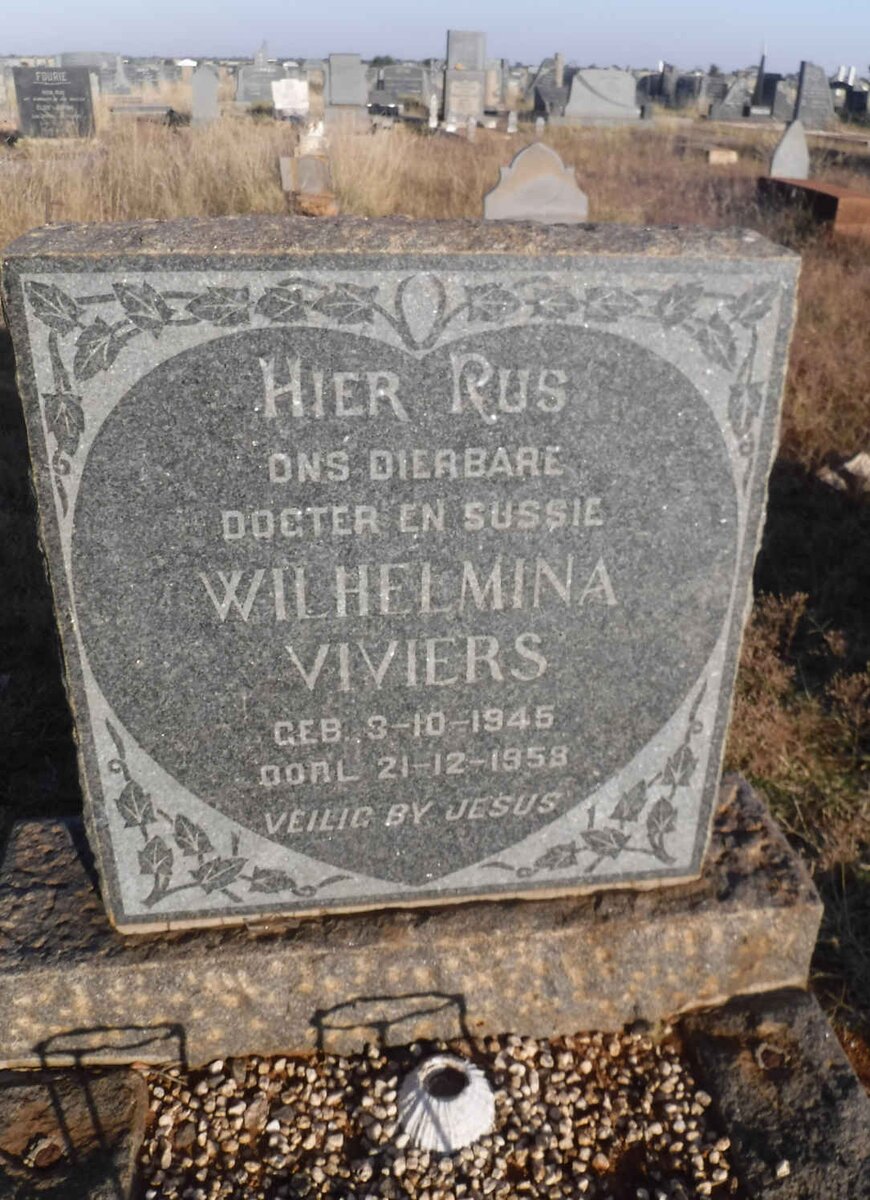 FOURIE
HIER RUS
ONS DIERBARE
DOGTER EN SUSSIE
WILHELMINA
VIVIERS
GEB. 3-10-1945
OORL 21-12-1958
VEILIG BY JESUS